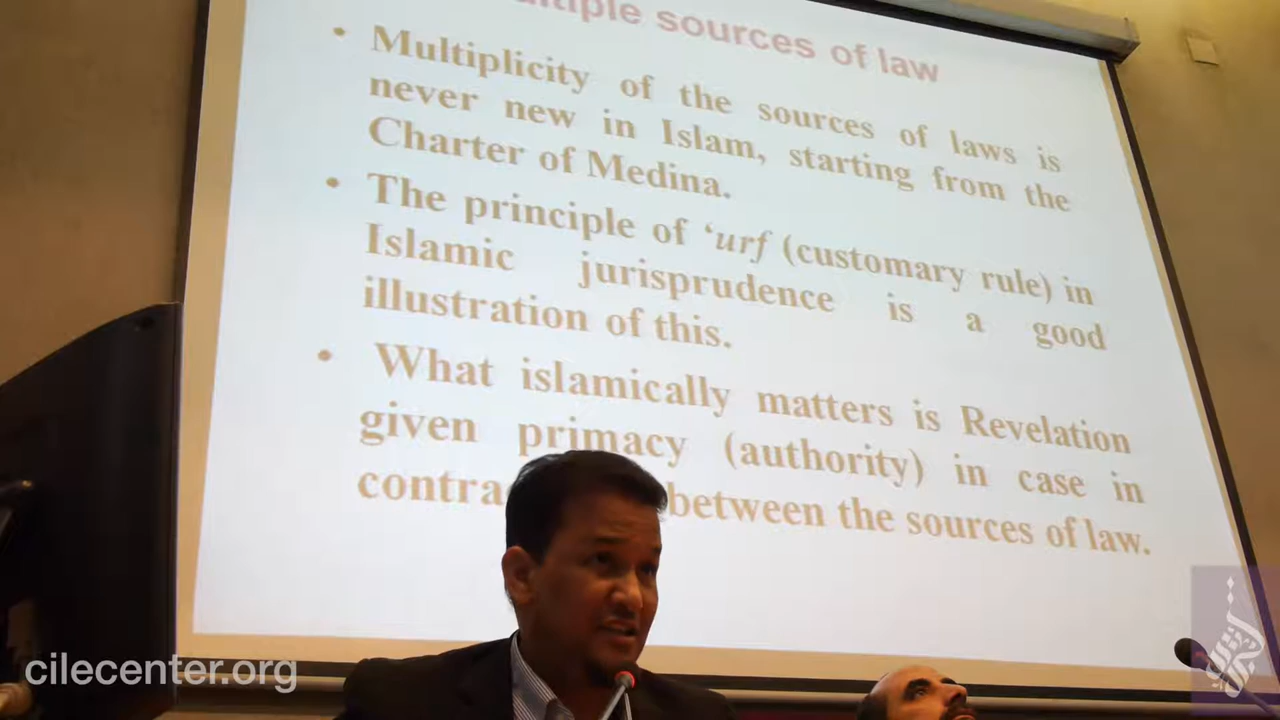 sources of law
• Multiplicity of the sources of laws is
never new in Islam, starting from the
Charter of Medina.
• The principle of ‘urf (customary rule) in
Islamic jurisprudence is a good
illustration of this.
• What islamically matters is Revelation
given primacy (authority) in case in
between the sources of law.
cilecenter.org